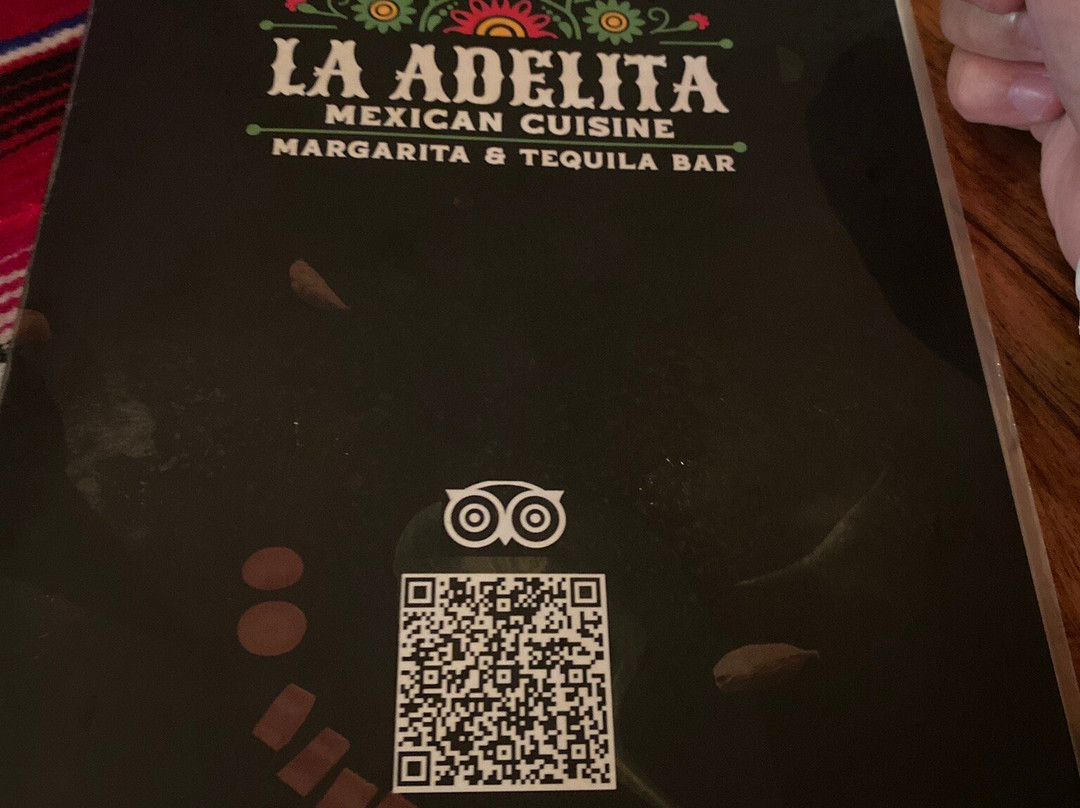 LA ADELITA
MEXICAN CUISINE
MARGARITA & TEQUILA BAR